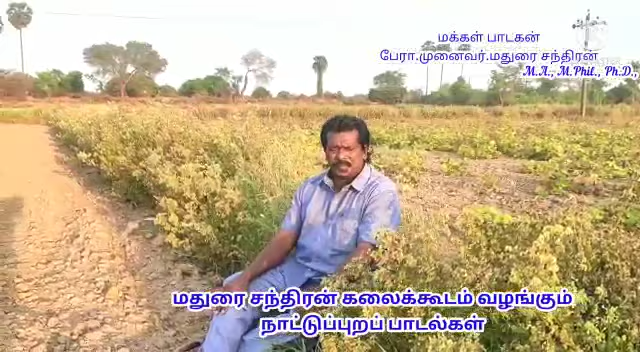 மக்கள் பாடகன்
பேரா.முனைவர்.மதுரை சந்திரன்
M.A., M.Phil., Ph.D.,
மதுரை சந்திரன் கலைக்கூடம் வழங்கும்
நாட்டுப்புறப் பாடல்கள்